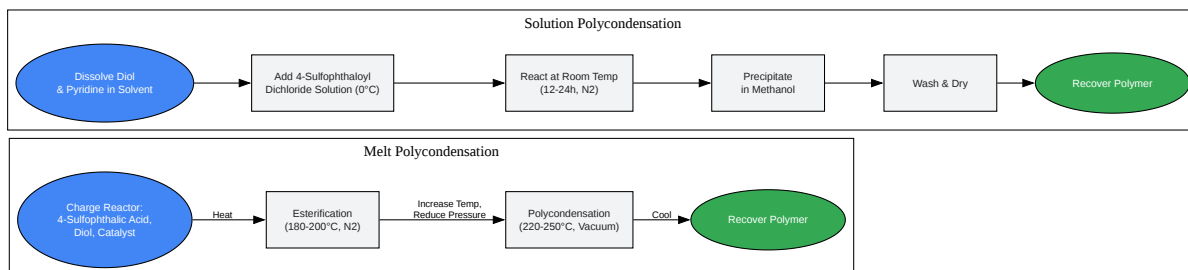 Solution Polycondensation
Dissolve Diol
& Pyridine in Solvent
Add 4-Sulfophthaloyl
Dichloride Solution (0°C)
React at Room Temp
(12-24h, N2)
Precipitate
in Methanol
Wash & Dry
Recover Polymer
Melt Polycondensation
Charge Reactor:
4-Sulfophthalic Acid,
Diol, Catalyst
Heat
Esterification
(180-200°C, N2)
Increase Temp,
Reduce Pressure
Polycondensation
(220-250°C, Vacuum)
Cool
Recover Polymer